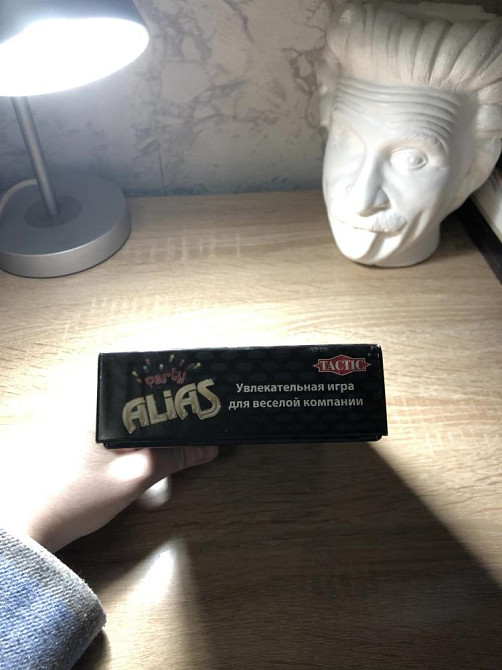 Party
ALIAS
TACTIC
Увлекательная игра
для веселой компании